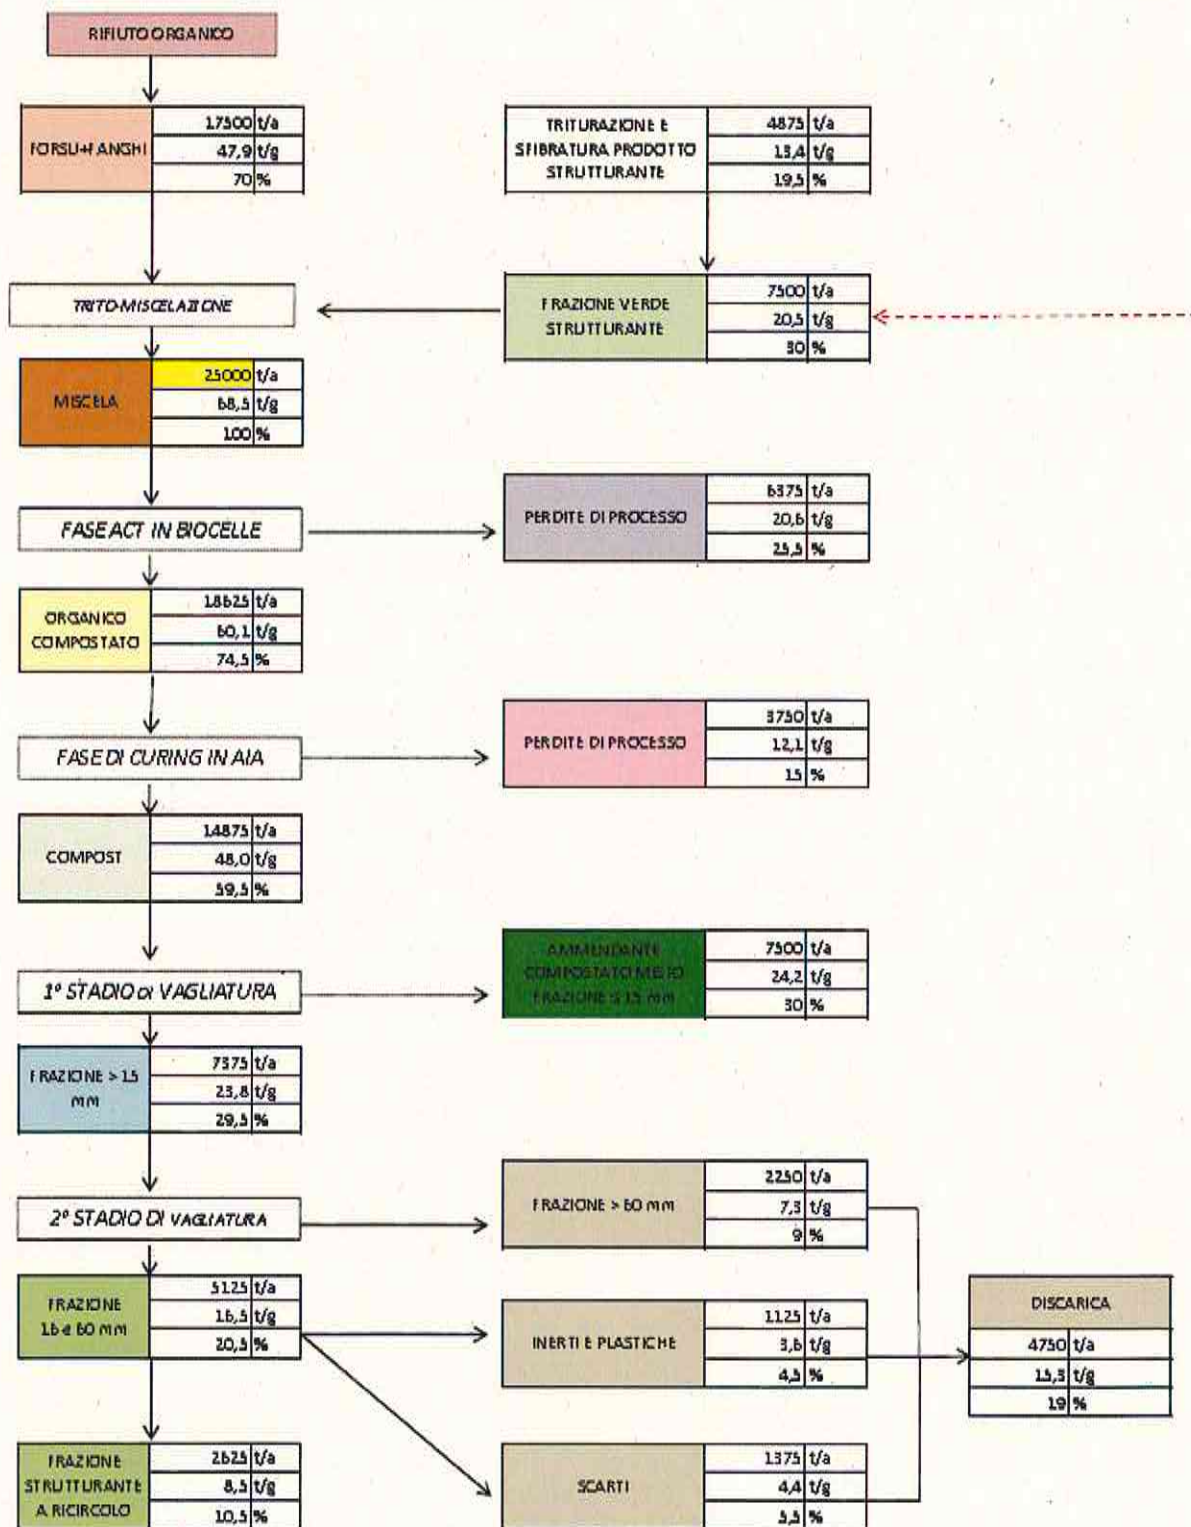 RIFIUTO ORGANICO
FORSU+FANGHI
17500 t/a
47,9 t/g
70 %
TRITURAZIONE E
SFIBRATURA PRODOTTO
STRUTTURANTE
4875 t/a
13,4 t/g
19,5 %
TRITO-MISCELAZIONE
FRAZIONE VERDE
STRUTTURANTE
7500 t/a
20,5 t/g
30 %
MISCELA
25000 t/a
68,5 t/g
100 %
FASE ACT IN BIOCELLE
PERDITE DI PROCESSO
6375 t/a
20,6 t/g
25,5 %
ORGANICO
COMPOSTATO
18625 t/a
60,1 t/g
74,5 %
FASE DI CURING IN AIA
PERDITE DI PROCESSO
3750 t/a
12,1 t/g
15 %
COMPOST
14875 t/a
48,0 t/g
59,5 %
1° STADIO DI VAGLIATURA
AMMENDANTE
COMPOSTATO MISTO
FRAZIONE ≤ 15 mm
7500 t/a
24,2 t/g
30 %
FRAZIONE > 15
mm
7375 t/a
23,8 t/g
29,5 %
2° STADIO DI VAGLIATURA
FRAZIONE > 60 mm
2250 t/a
7,3 t/g
9 %
FRAZIONE
16 e 60 mm
5125 t/a
16,5 t/g
20,5 %
INERTI E PLASTICHE
1125 t/a
3,6 t/g
4,5 %
DISCARICA
4750 t/a
15,3 t/g
19 %
FRAZIONE
STRUTTURANTE
A RICIRCOLO
2625 t/a
8,5 t/g
10,5 %
SCARTI
1375 t/a
4,4 t/g
5,5 %